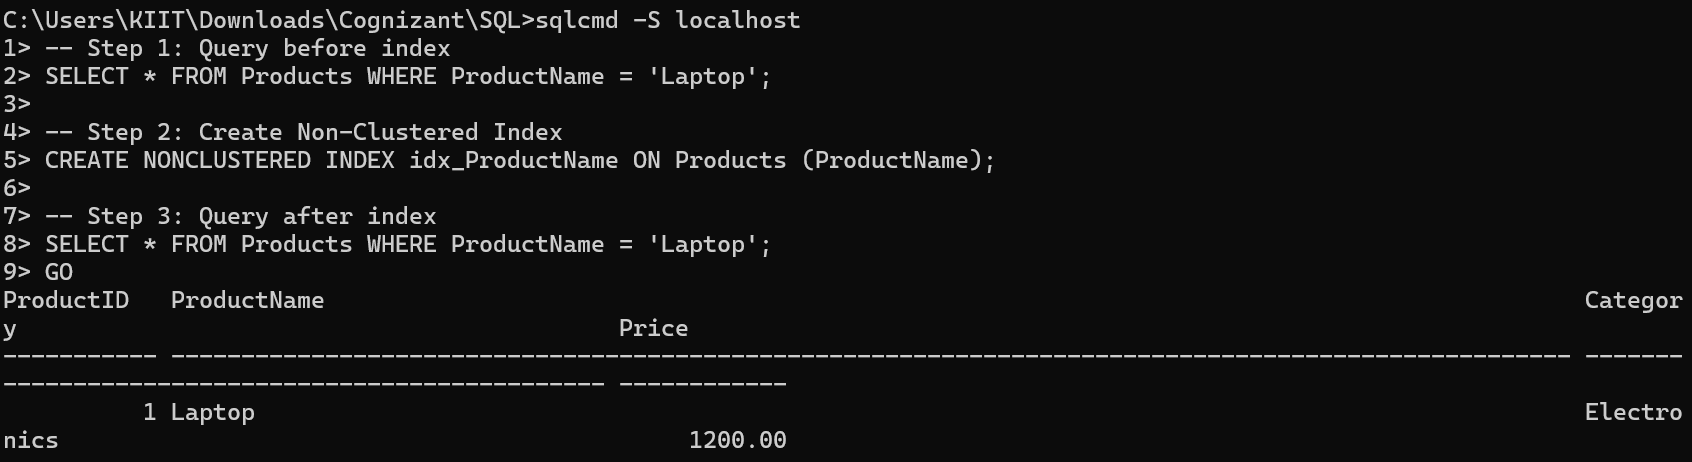 C:\Users\KIIT\Downloads\Cognizant\SQL>sqlcmd -S localhost
1> -- Step 1: Query before index
2> SELECT * FROM Products WHERE ProductName = 'Laptop';
3>
4> -- Step 2: Create Non-Clustered Index
5> CREATE NONCLUSTERED INDEX idx_ProductName ON Products (ProductName);
6>
7> -- Step 3: Query after index
8> SELECT * FROM Products WHERE ProductName = 'Laptop';
9> GO
ProductID   ProductName                                                                                          Categor
y                                           Price
----------- ---------------------------------------------------------------------------------------------------- -------
------------------------------------------- ------------
          1 Laptop                                                                                               Electro
nics                                             1200.00